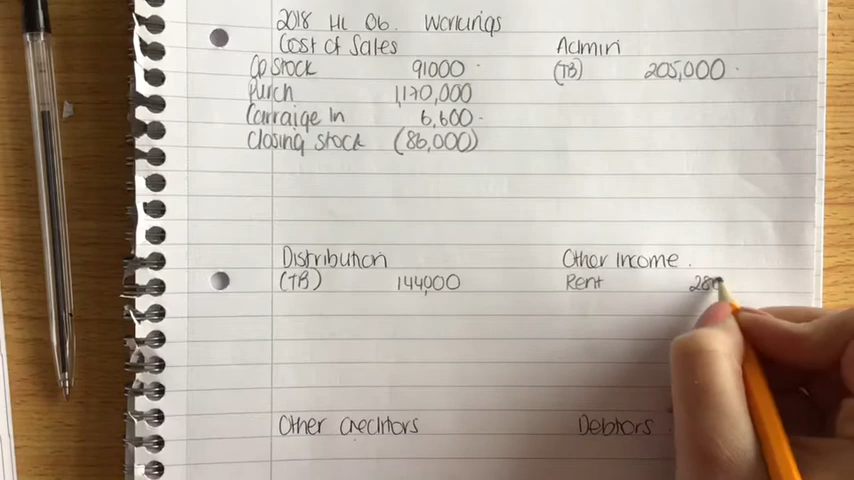 2018 HL Q6. Workings
Cost of Sales
Op Stock 91000
Purch 1,170,000
Carraige In 6,600
Closing Stock (86,000)
Admin
(TB) 205,000
Distribution
(TB) 144,000
Other Income.
Rent 280
Other Creditors
Debtors